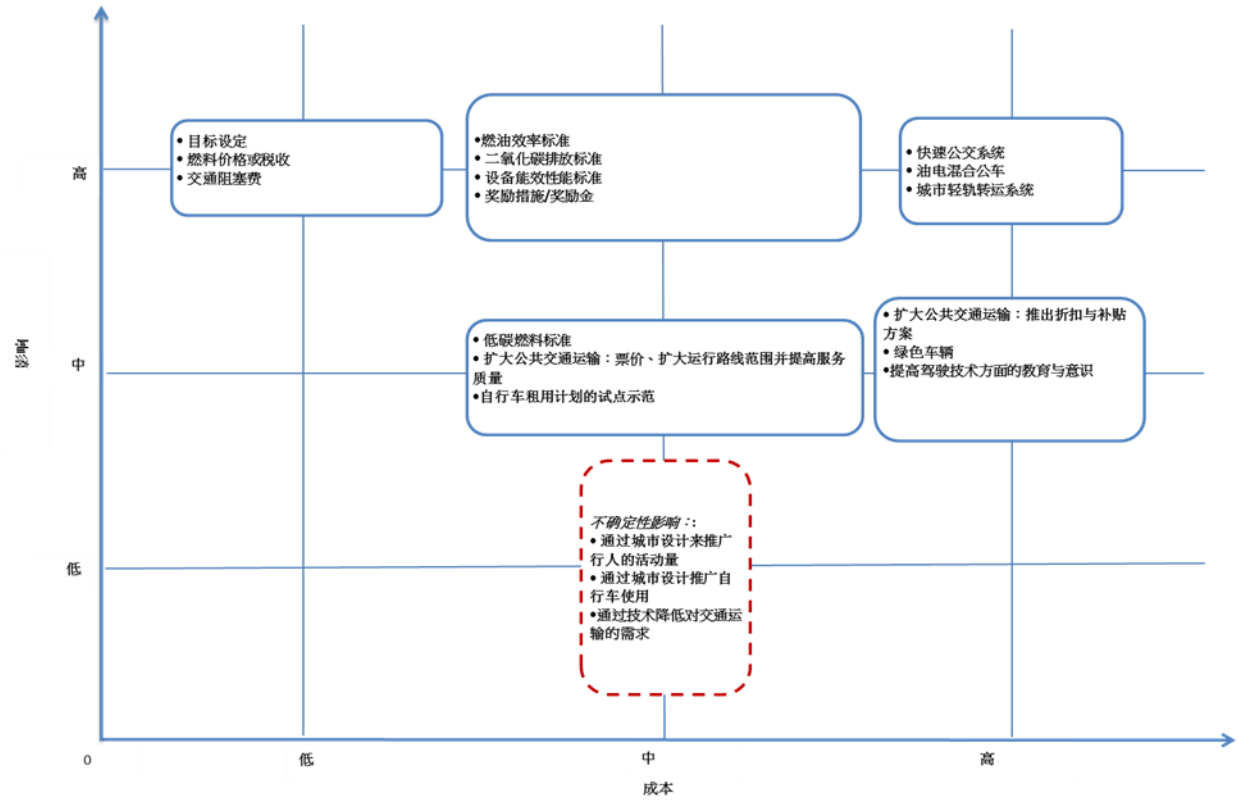 高
• 目标设定
• 燃料价格或税收
• 交通阻塞费
•燃油效率标准
• 二氧化碳排放标准
• 设备能效性能标准
• 奖励措施/奖励金
• 快速公交系统
• 油电混合公车
• 城市轻轨转运系统
中
• 低碳燃料标准
• 扩大公共交通运输：票价、扩大运行路线范围并提高服务
质量
•自行车租用计划的试点示范
• 扩大公共交通运输：推出折扣与补贴
方案
• 绿色车辆
•提高驾驶技术方面的教育与意识
低
不确定性影响：:
• 通过城市设计来推广
行人的活动量
• 通过城市设计推广自
行车使用
•通过技术降低对交通运
输的需求
0
低
中
高
成本